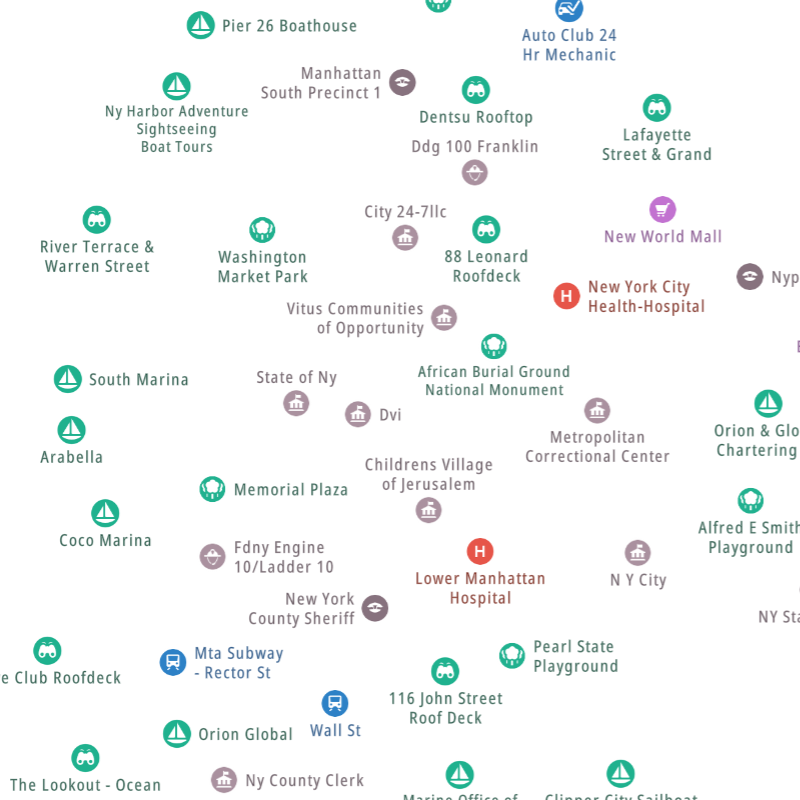 Pier 26 Boathouse
Auto Club 24
Hr Mechanic
Manhattan
South Precinct 1
Ny Harbor Adventure
Sightseeing
Boat Tours
Dentsu Rooftop
Lafayette
Street & Grand
Ddg 100 Franklin
City 24-7llc
River Terrace &
Warren Street
Washington
Market Park
88 Leonard
Roofdeck
New World Mall
Nyp
New York City
Health-Hospital
Vitus Communities
of Opportunity
African Burial Ground
National Monument
South Marina
State of Ny
Dvi
Metropolitan
Correctional Center
Orion & Glo
Chartering
Arabella
Childrens Village
of Jerusalem
Memorial Plaza
Coco Marina
Alfred E Smith
Playground
Fdny Engine
10/Ladder 10
Lower Manhattan
Hospital
N Y City
New York
County Sheriff
NY Sta
Pearl State
Playground
Mta Subway
- Rector St
e Club Roofdeck
116 John Street
Roof Deck
Wall St
Orion Global
The Lookout - Ocean
Ny County Clerk
Marine Office of
Clipper City Sailboat